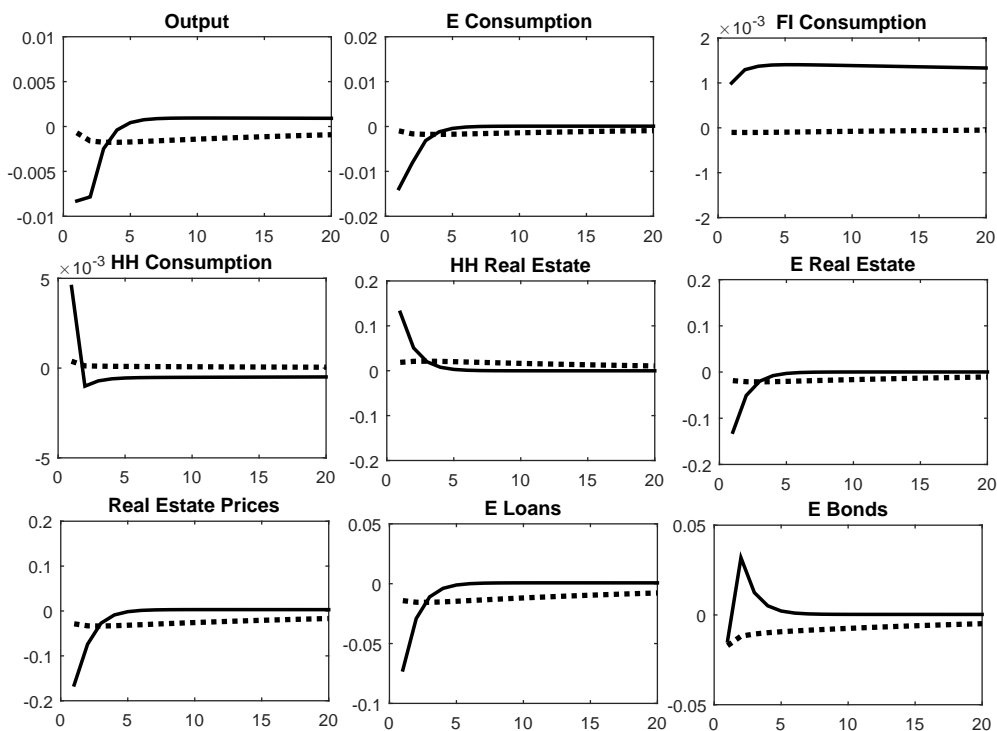 Output
0.01
0.005
0
-0.005
-0.01
0 5 10 15 20
E Consumption
0.02
0.01
0
-0.01
-0.02
0 5 10 15 20
FI Consumption
×10⁻³
2
1
0
-1
-2
0 5 10 15 20
HH Consumption
×10⁻³
5
0
-5
0 5 10 15 20
HH Real Estate
0.2
0.1
0
-0.1
-0.2
0 5 10 15 20
E Real Estate
0.2
0.1
0
-0.1
-0.2
0 5 10 15 20
Real Estate Prices
0.2
0.1
0
-0.1
-0.2
0 5 10 15 20
E Loans
0.05
0
-0.05
-0.1
0 5 10 15 20
E Bonds
0.05
0
-0.05
0 5 10 15 20